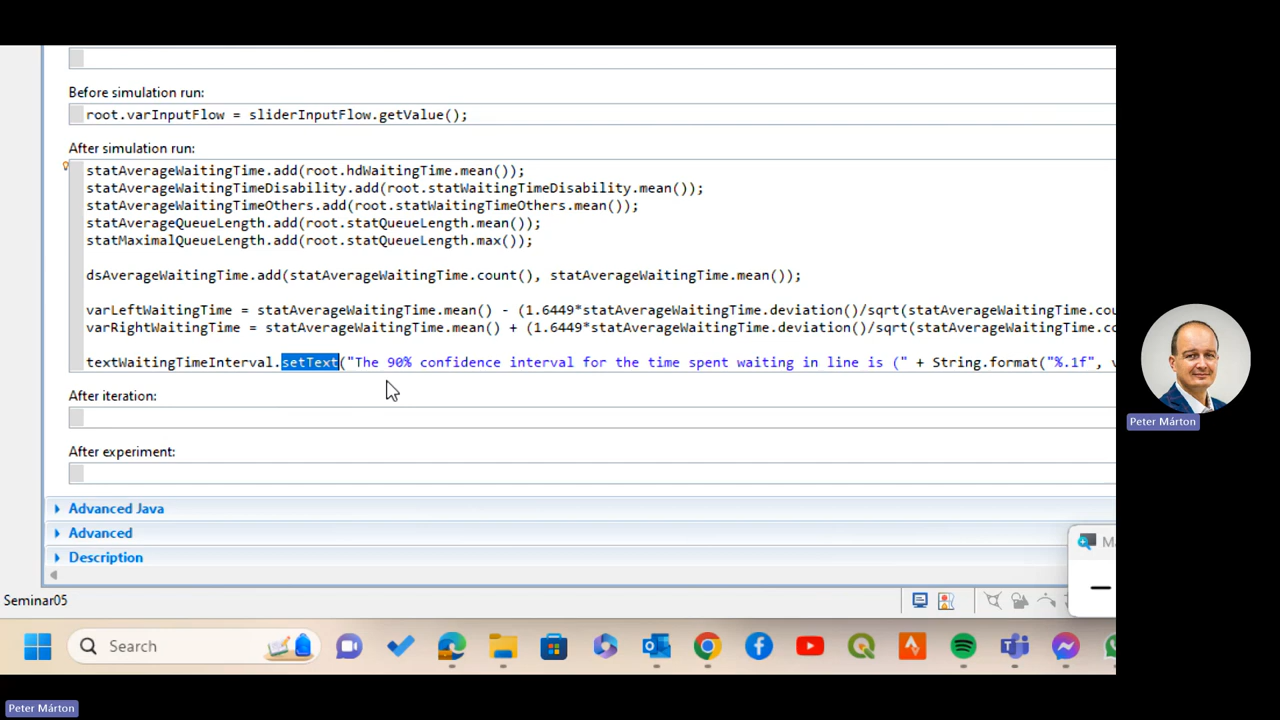 Before simulation run:
root.varInputFlow = sliderInputFlow.getValue();
After simulation run:
statAverageWaitingTime.add(root.hdWaitingTime.mean());
statAverageWaitingTimeDisability.add(root.statWaitingTimeDisability.mean());
statAverageWaitingTimeOthers.add(root.statWaitingTimeOthers.mean());
statAverageQueueLength.add(root.statQueueLength.mean());
statMaximalQueueLength.add(root.statQueueLength.max());
dsAverageWaitingTime.add(statAverageWaitingTime.count(), statAverageWaitingTime.mean());
varLeftWaitingTime = statAverageWaitingTime.mean() - (1.6449*statAverageWaitingTime.deviation()/sqrt(statAverageWaitingTime.cou
varRightWaitingTime = statAverageWaitingTime.mean() + (1.6449*statAverageWaitingTime.deviation()/sqrt(statAverageWaitingTime.co
textWaitingTimeInterval.setText("The 90% confidence interval for the time spent waiting in line is (" + String.format("%.1f", v
After iteration:
After experiment:
Advanced Java
Advanced
Description
Seminar05
Search
Peter Márton
Peter Márton